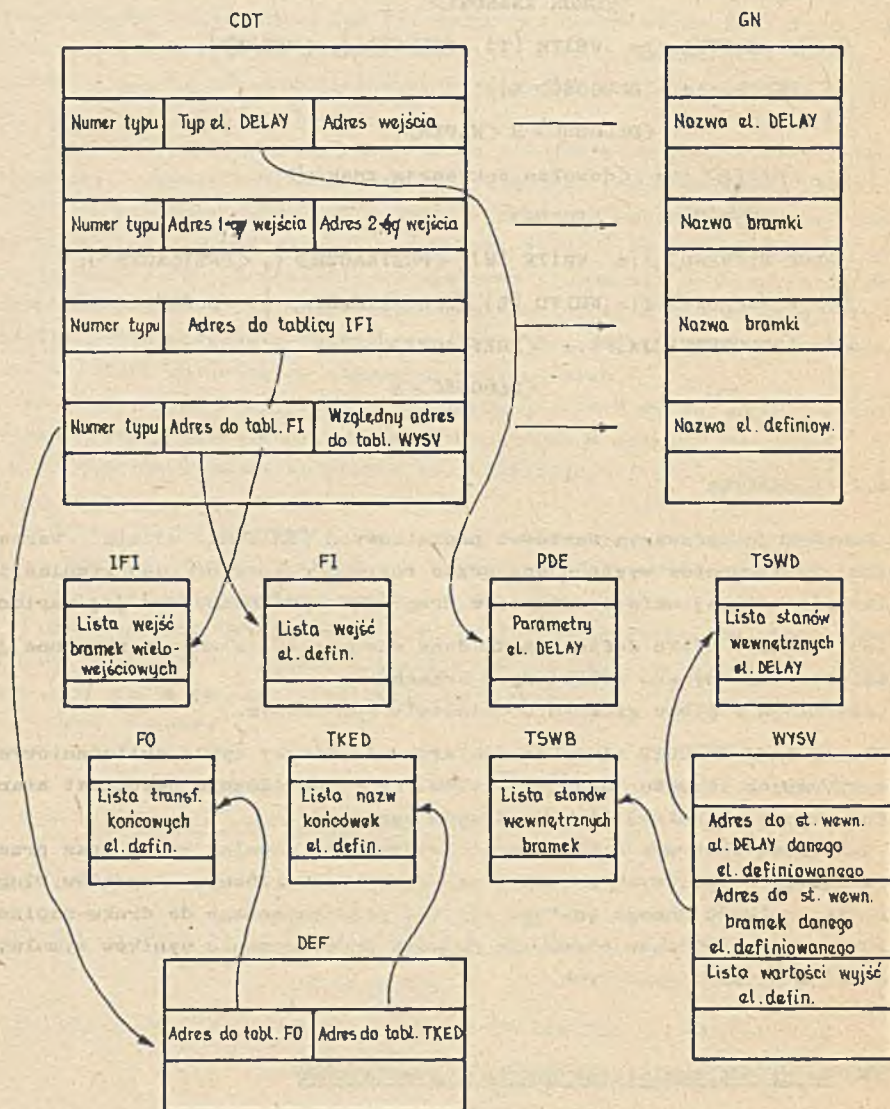 CDT
GN
Numer typu Typ el. DELAY Adres wejścia
Nazwa el. DELAY
Numer typu Adres 1-go wejścia Adres 2-go wejścia
Nazwa bramki
Numer typu Adres do tablicy IFI
Nazwa bramki
Numer typu Adres do tabl. FI Względny adres
do tabl. WYSV
Nazwa el. definiow.
IFI
Lista wejść
bramek wielo-
wejściowych
FI
Lista wejść
el. defin.
PDE
Parametry
el. DELAY
TSWD
Lista stanów
wewnętrznych
el. DELAY
FO
Lista transf.
końcowych
el. defin.
TKED
Lista nazw
końcówek
el. defin.
TSWB
Lista stanów
wewnętrznych
bramek
WYSV
Adres do st. wewn.
al. DELAY danego
el. definiowanego
Adres do st. wewn.
bramek danego
el. definiowanego
Lista wartości wyjść
el. defin.
DEF
Adres do tabl. FO Adres do tabl. TKED